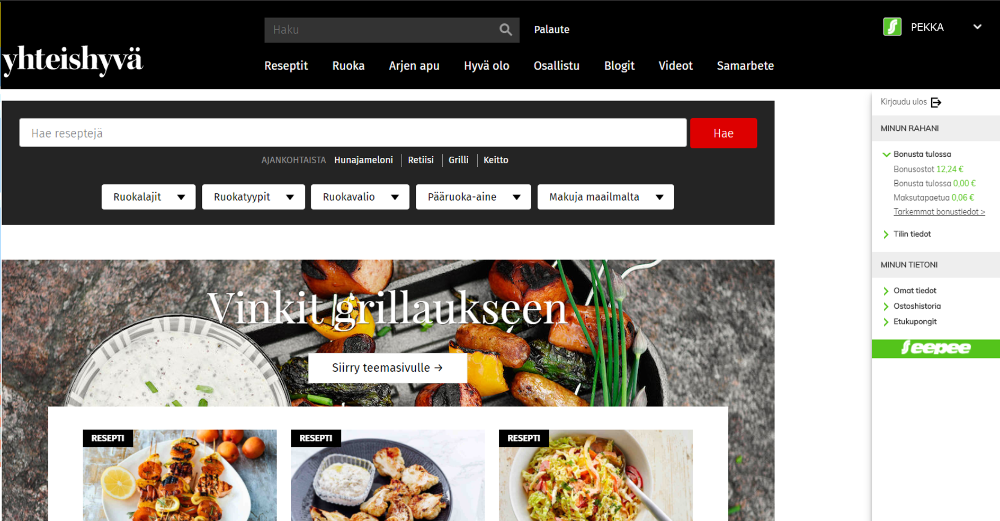 Haku
Palaute
PEKKA
yhteishyvä
Reseptit Ruoka Arjen apu Hyvä olo Osallistu Blogit Videot Samarbete
Hae reseptejä
Hae
AJANKOHTAISTA Hunajameloni Retiisi Grilli Keitto
Ruokalajit Ruokatyypit Ruokavalio Pääruoka-aine Makuja maailmalta
Vinkit grillaukseen
Siirry teemasivulle →
RESEPTI RESEPTI RESEPTI
Kirjaudu ulos
MINUN RAHANI
Bonusta tulossa
Bonusostot 12,24 €
Bonusta tulossa 0,00 €
Maksutapaetua 0,06 €
Tarkemmat bonustiedot >
Tilin tiedot
MINUN TIETONI
Omat tiedot
Ostoshistoria
Etukupongit
Seepee